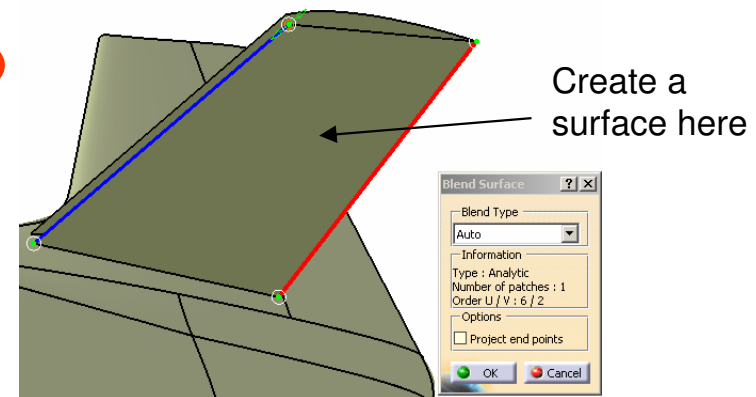 Create a
surface here
Blend Surface
Blend Type
Auto
Information
Type : Analytic
Number of patches : 1
Order U / V : 6 / 2
Options
Project end points
OK Cancel